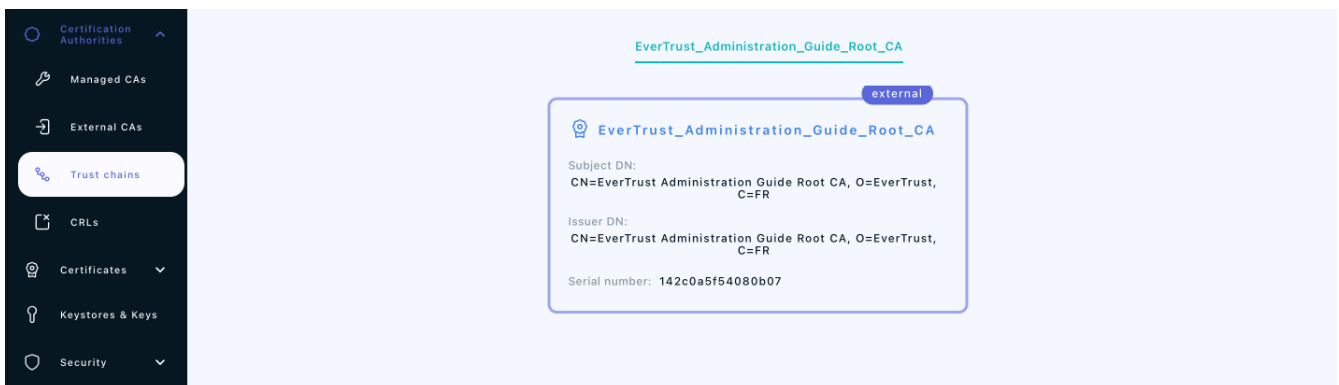 Certification
Authorities
Managed CAs
External CAs
Trust chains
CRLs
Certificates
Keystores & Keys
Security
EverTrust_Administration_Guide_Root_CA
external
EverTrust_Administration_Guide_Root_CA
Subject DN:
CN=EverTrust Administration Guide Root CA, O=EverTrust,
C=FR
Issuer DN:
CN=EverTrust Administration Guide Root CA, O=EverTrust,
C=FR
Serial number: 142c0a5f54080b07